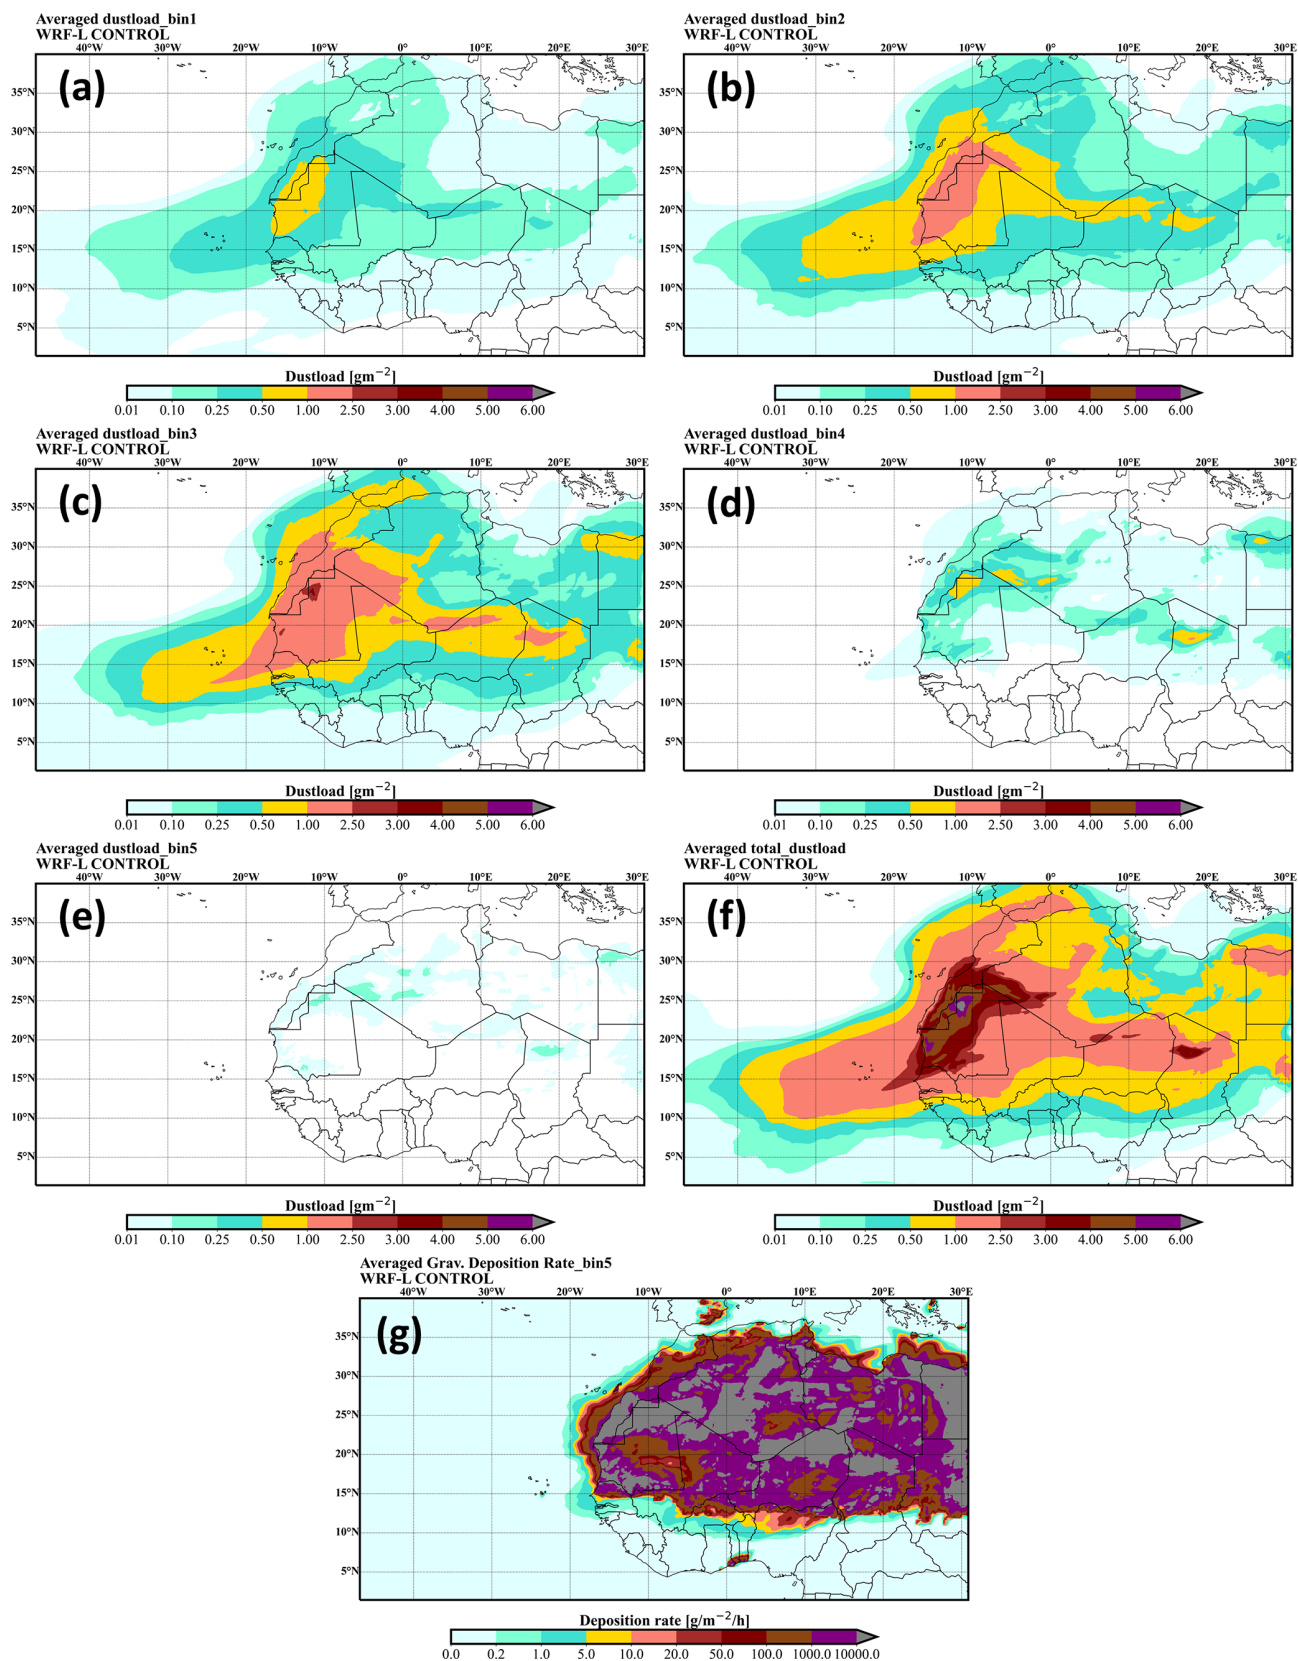 Averaged dustload_bin1
WRF-L CONTROL
40°W 30°W 20°W 10°W 0° 10°E 20°E 30°E
(a)
35°N
30°N
25°N
20°N
15°N
10°N
5°N
Dustload [gm−2]
0.01 0.10 0.25 0.50 1.00 2.50 3.00 4.00 5.00 6.00
Averaged dustload_bin2
WRF-L CONTROL
40°W 30°W 20°W 10°W 0° 10°E 20°E 30°E
(b)
35°N
30°N
25°N
20°N
15°N
10°N
5°N
Dustload [gm−2]
0.01 0.10 0.25 0.50 1.00 2.50 3.00 4.00 5.00 6.00
Averaged dustload_bin3
WRF-L CONTROL
40°W 30°W 20°W 10°W 0° 10°E 20°E 30°E
(c)
35°N
30°N
25°N
20°N
15°N
10°N
5°N
Dustload [gm−2]
0.01 0.10 0.25 0.50 1.00 2.50 3.00 4.00 5.00 6.00
Averaged dustload_bin4
WRF-L CONTROL
40°W 30°W 20°W 10°W 0° 10°E 20°E 30°E
(d)
35°N
30°N
25°N
20°N
15°N
10°N
5°N
Dustload [gm−2]
0.01 0.10 0.25 0.50 1.00 2.50 3.00 4.00 5.00 6.00
Averaged dustload_bin5
WRF-L CONTROL
40°W 30°W 20°W 10°W 0° 10°E 20°E 30°E
(e)
35°N
30°N
25°N
20°N
15°N
10°N
5°N
Dustload [gm−2]
0.01 0.10 0.25 0.50 1.00 2.50 3.00 4.00 5.00 6.00
Averaged total_dustload
WRF-L CONTROL
40°W 30°W 20°W 10°W 0° 10°E 20°E 30°E
(f)
35°N
30°N
25°N
20°N
15°N
10°N
5°N
Dustload [gm−2]
0.01 0.10 0.25 0.50 1.00 2.50 3.00 4.00 5.00 6.00
Averaged Grav. Deposition Rate_bin5
WRF-L CONTROL
40°W 30°W 20°W 10°W 0° 10°E 20°E 30°E
(g)
35°N
30°N
25°N
20°N
15°N
10°N
5°N
Deposition rate [g/m−2/h]
0.0 0.2 1.0 5.0 10.0 20.0 50.0 100.0 1000.0 10000.0